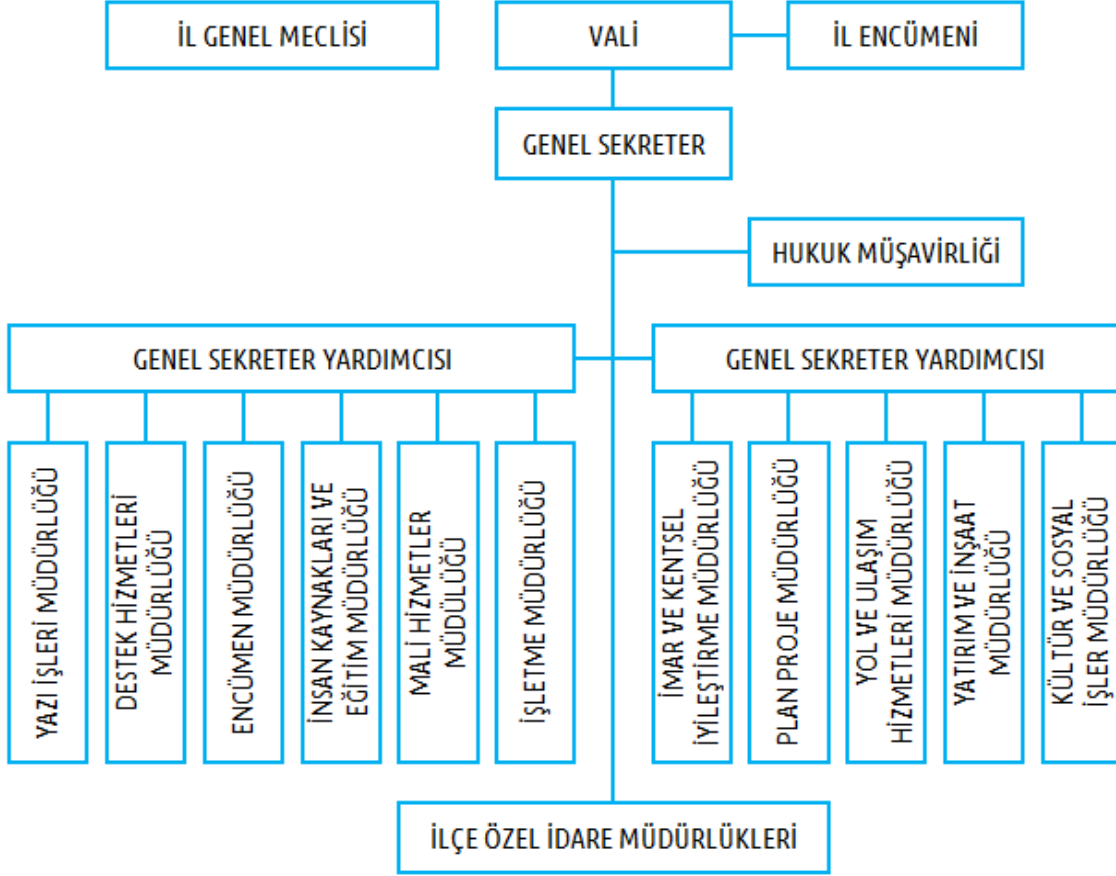 İL GENEL MECLİSİ
VALİ
İL ENCÜMENİ
GENEL SEKRETER
HUKUK MÜŞAVİRLİĞİ
GENEL SEKRETER YARDIMCISI
GENEL SEKRETER YARDIMCISI
YAZI İŞLERİ MÜDÜRLÜĞÜ
DESTEK HİZMETLERİ
MÜDÜRLÜĞÜ
ENCÜMEN MÜDÜRLÜĞÜ
İNSAN KAYNAKLARI VE
EĞİTİM MÜDÜRLÜĞÜ
MALİ HİZMETLER
MÜDÜLÜĞÜ
İŞLETME MÜDÜRLÜĞÜ
İMAR VE KENTSEL
İYİLEŞTİRME MÜDÜRLÜĞÜ
PLAN PROJE MÜDÜRLÜĞÜ
YOL VE ULAŞIM
HİZMETLERİ MÜDÜRLÜĞÜ
YATIRIM VE İNŞAAT
MÜDÜRLÜĞÜ
KÜLTÜR VE SOSYAL
İŞLER MÜDÜRLÜĞÜ
İLÇE ÖZEL İDARE MÜDÜRLÜKLERİ